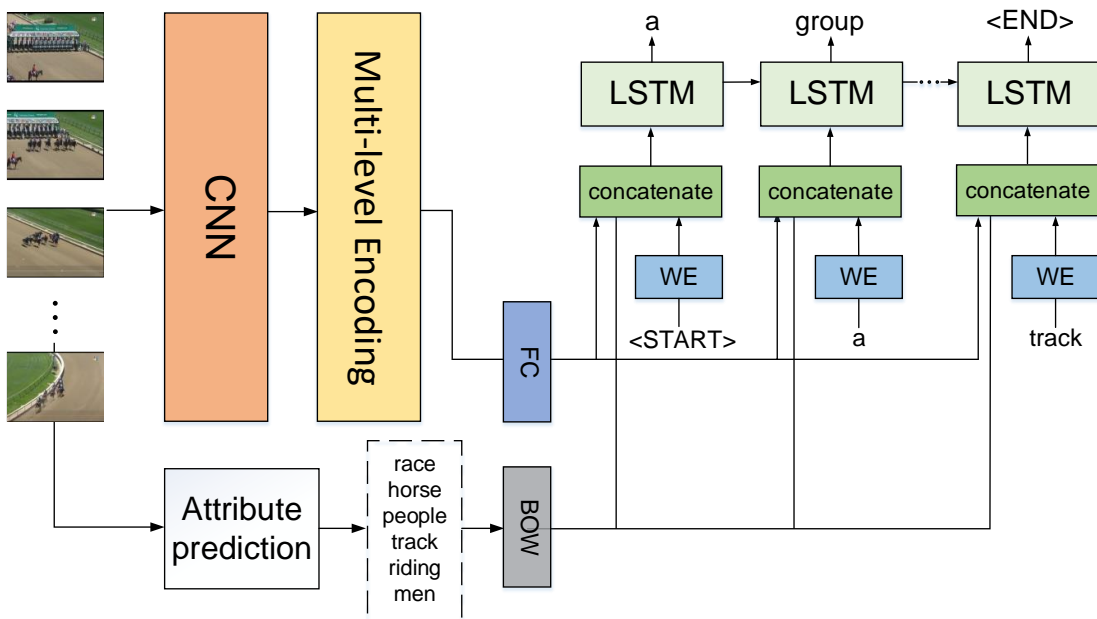 a
group
<END>
LSTM
LSTM
LSTM
CNN
Multi-level Encoding
concatenate
concatenate
concatenate
WE
WE
WE
<START>
a
track
FC
Attribute
prediction
race
horse
people
track
riding
men
BOW